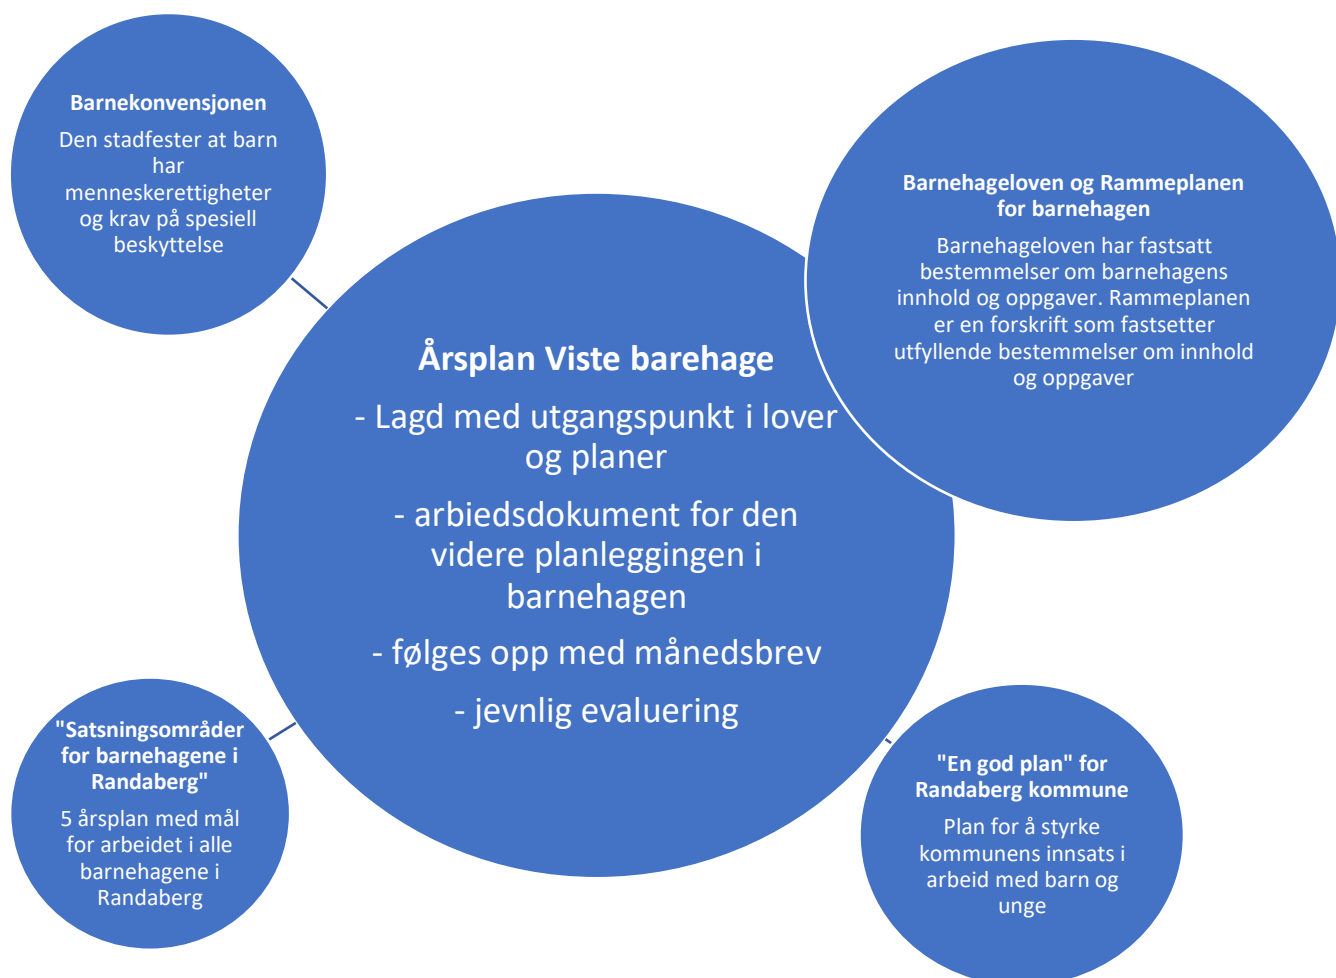 Barnekonvensjonen
Den stadfester at barn
har
menneskerettigheter
og krav på spesiell
beskyttelse
Barnehageloven og Rammeplanen
for barnehagen
Barnehageloven har fastsatt
bestemmelser om barnehagens
innhold og oppgaver. Rammeplanen
er en forskrift som fastsetter
utfyllende bestemmelser om innhold
og oppgaver
Årsplan Viste barehage
- Lagd med utgangspunkt i lover
og planer
- arbiedsdokument for den
videre planleggingen i
barnehagen
- følges opp med månedsbrev
- jevnlig evaluering
"Satsningsområder
for barnehagene i
Randaberg"
5 årsplan med mål
for arbeidet i alle
barnehagene i
Randaberg
"En god plan" for
Randaberg kommune
Plan for å styrke
kommunens innsats i
arbeid med barn og
unge